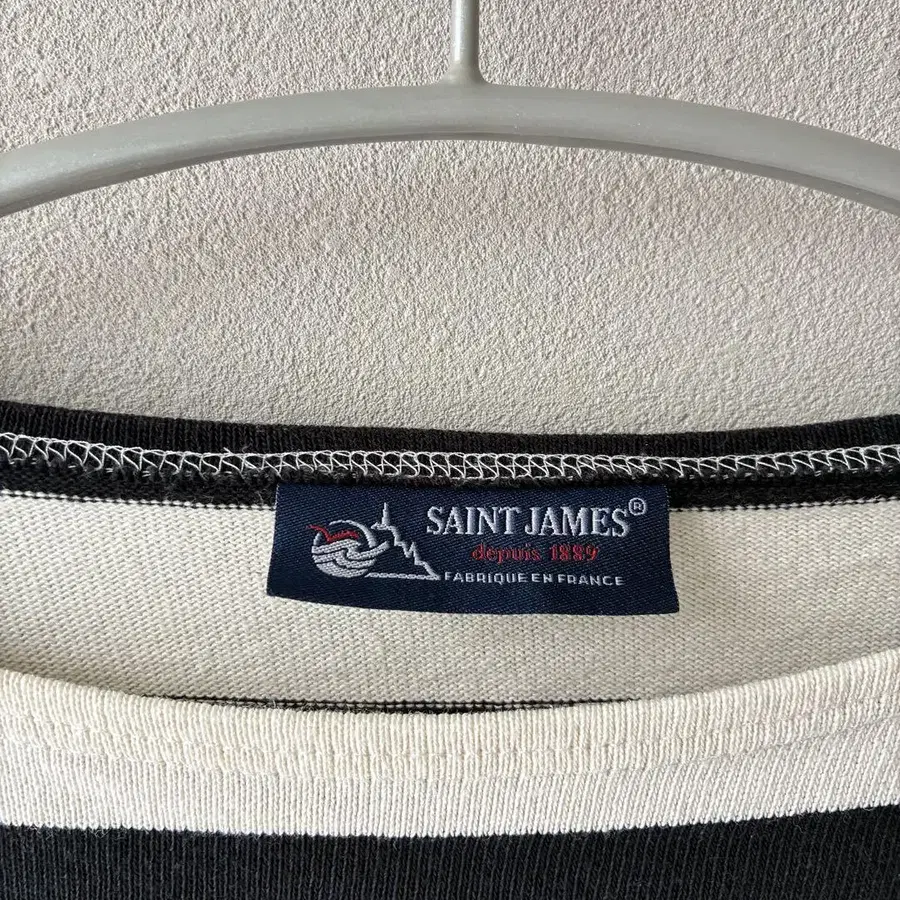 SAINT JAMES®
depuis 1889
FABRIQUE EN FRANCE